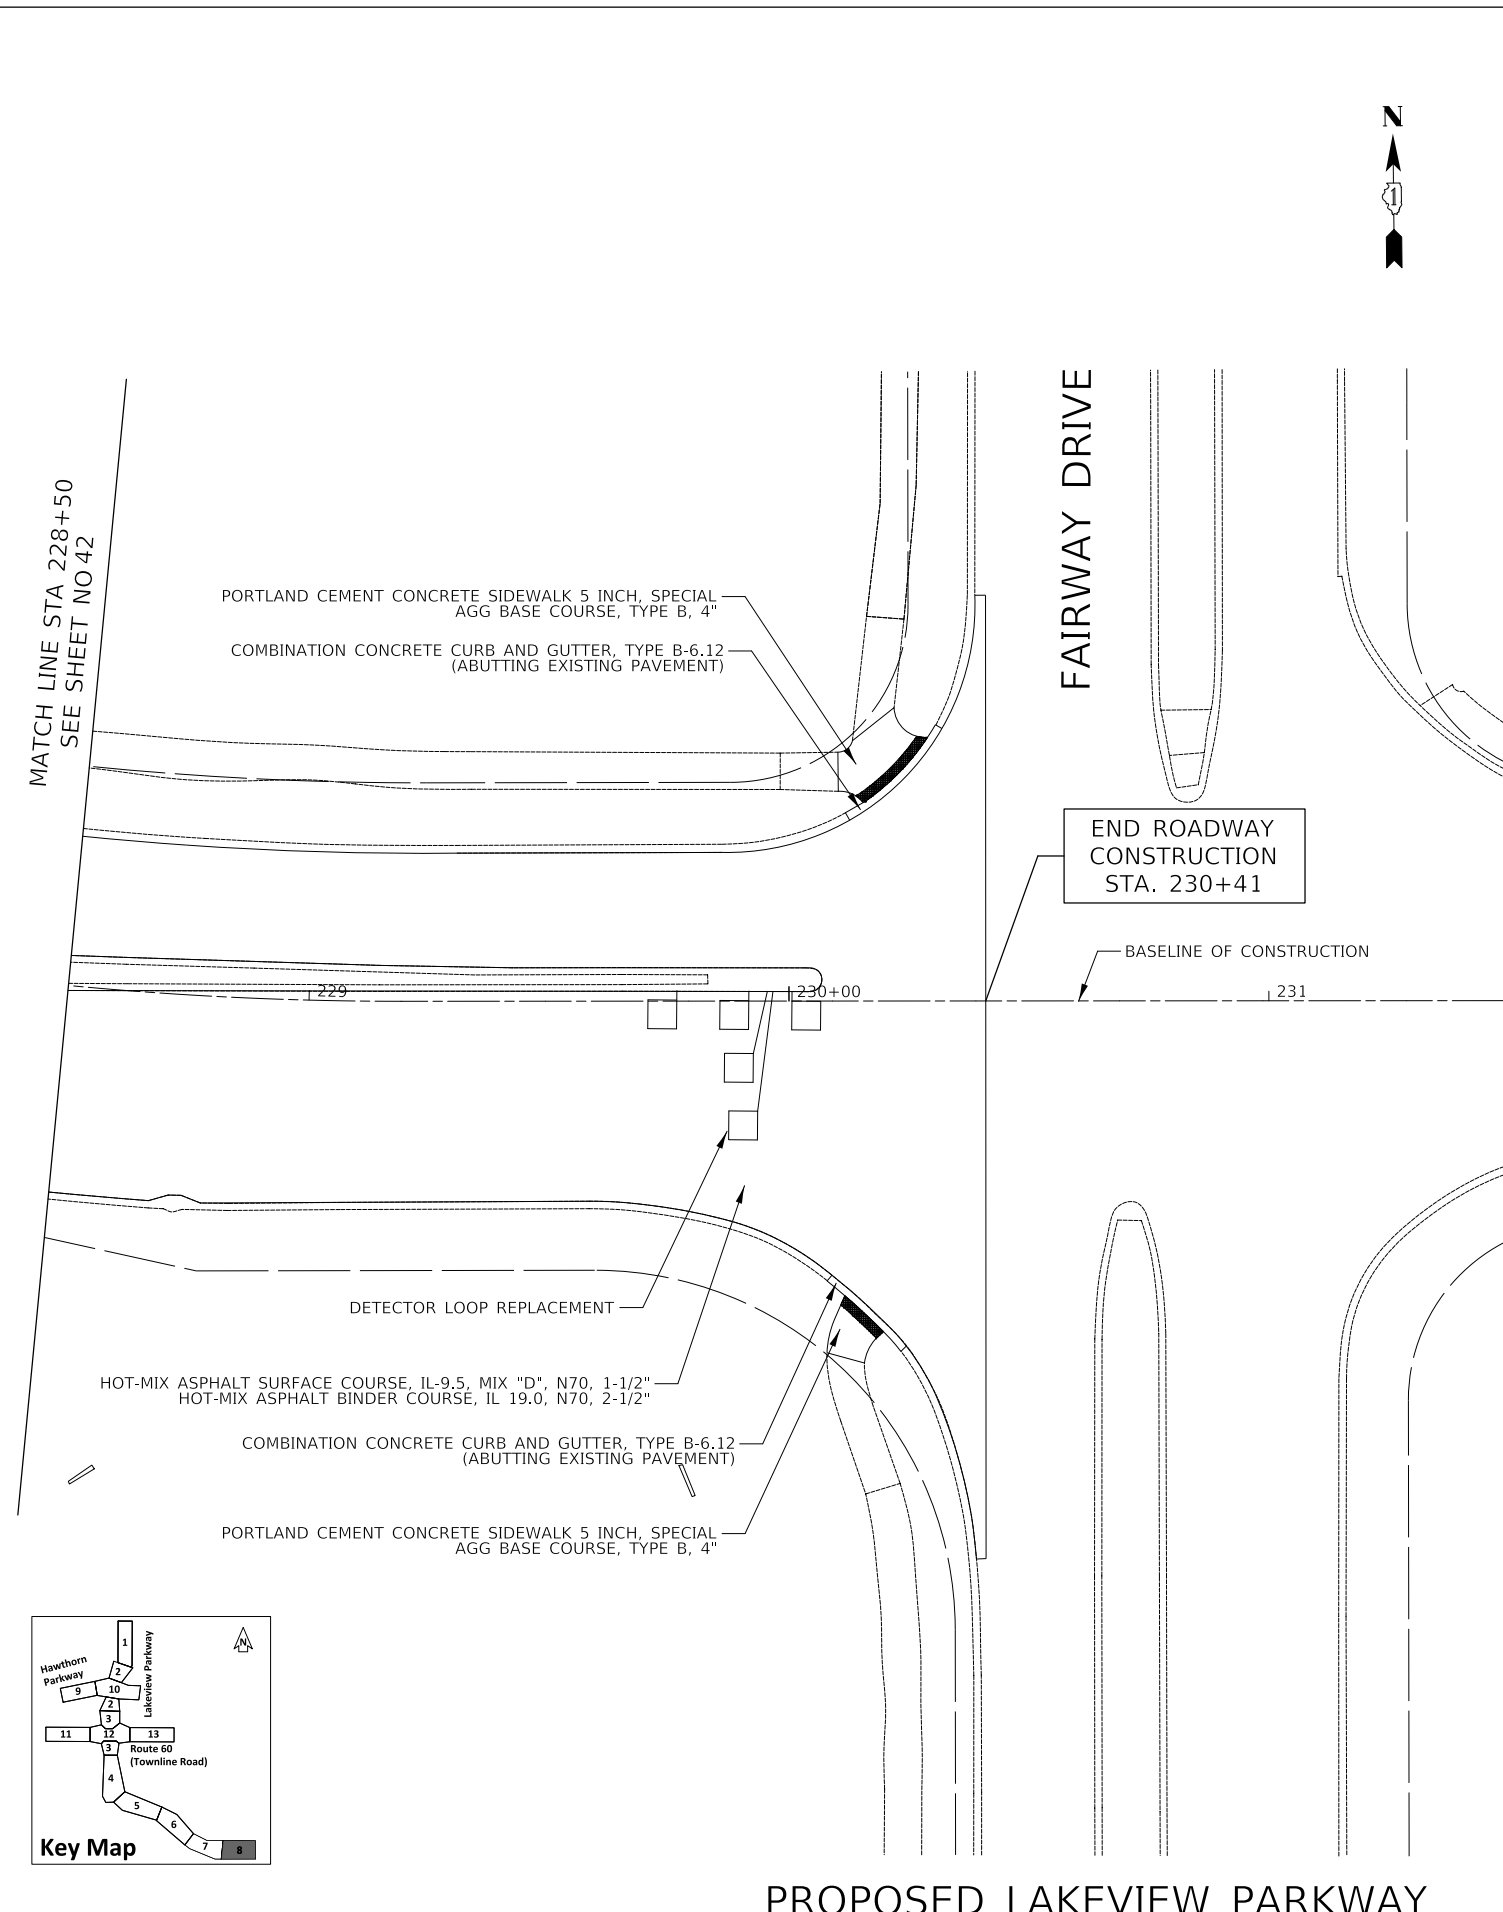 N
1
MATCH LINE STA 228+50
SEE SHEET NO 42
FAIRWAY DRIVE
PORTLAND CEMENT CONCRETE SIDEWALK 5 INCH, SPECIAL
AGG BASE COURSE, TYPE B, 4"
COMBINATION CONCRETE CURB AND GUTTER, TYPE B-6.12
(ABUTTING EXISTING PAVEMENT)
END ROADWAY
CONSTRUCTION
STA. 230+41
BASELINE OF CONSTRUCTION
229
230+00
231
DETECTOR LOOP REPLACEMENT
HOT-MIX ASPHALT SURFACE COURSE, IL-9.5, MIX "D", N70, 1-1/2"
HOT-MIX ASPHALT BINDER COURSE, IL 19.0, N70, 2-1/2"
COMBINATION CONCRETE CURB AND GUTTER, TYPE B-6.12
(ABUTTING EXISTING PAVEMENT)
PORTLAND CEMENT CONCRETE SIDEWALK 5 INCH, SPECIAL
AGG BASE COURSE, TYPE B, 4"
N
1
Lakeview Parkway
Hawthorn
Parkway
2
9
10
2
3
11
12
13
3
Route 60
(Townline Road)
4
5
6
7
8
Key Map
PROPOSED LAKEVIEW PARKWAY